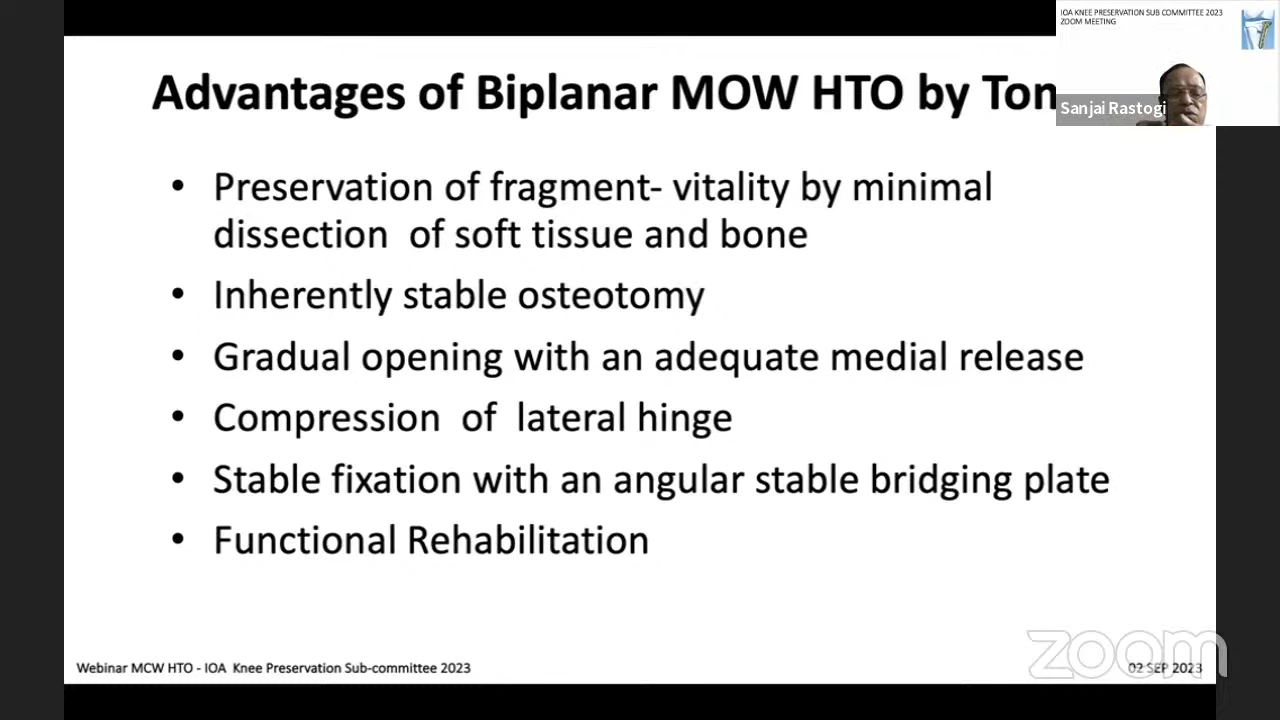 IOA KNEE PRESERVATION SUB COMMITTEE 2023
ZOOM MEETING
Sanjai Rastogi
Advantages of Biplanar MOW HTO by Tom
• Preservation of fragment- vitality by minimal
dissection of soft tissue and bone
• Inherently stable osteotomy
• Gradual opening with an adequate medial release
• Compression of lateral hinge
• Stable fixation with an angular stable bridging plate
• Functional Rehabilitation
Webinar MCW HTO - IOA Knee Preservation Sub-committee 2023
02 SEP 2023
zoom